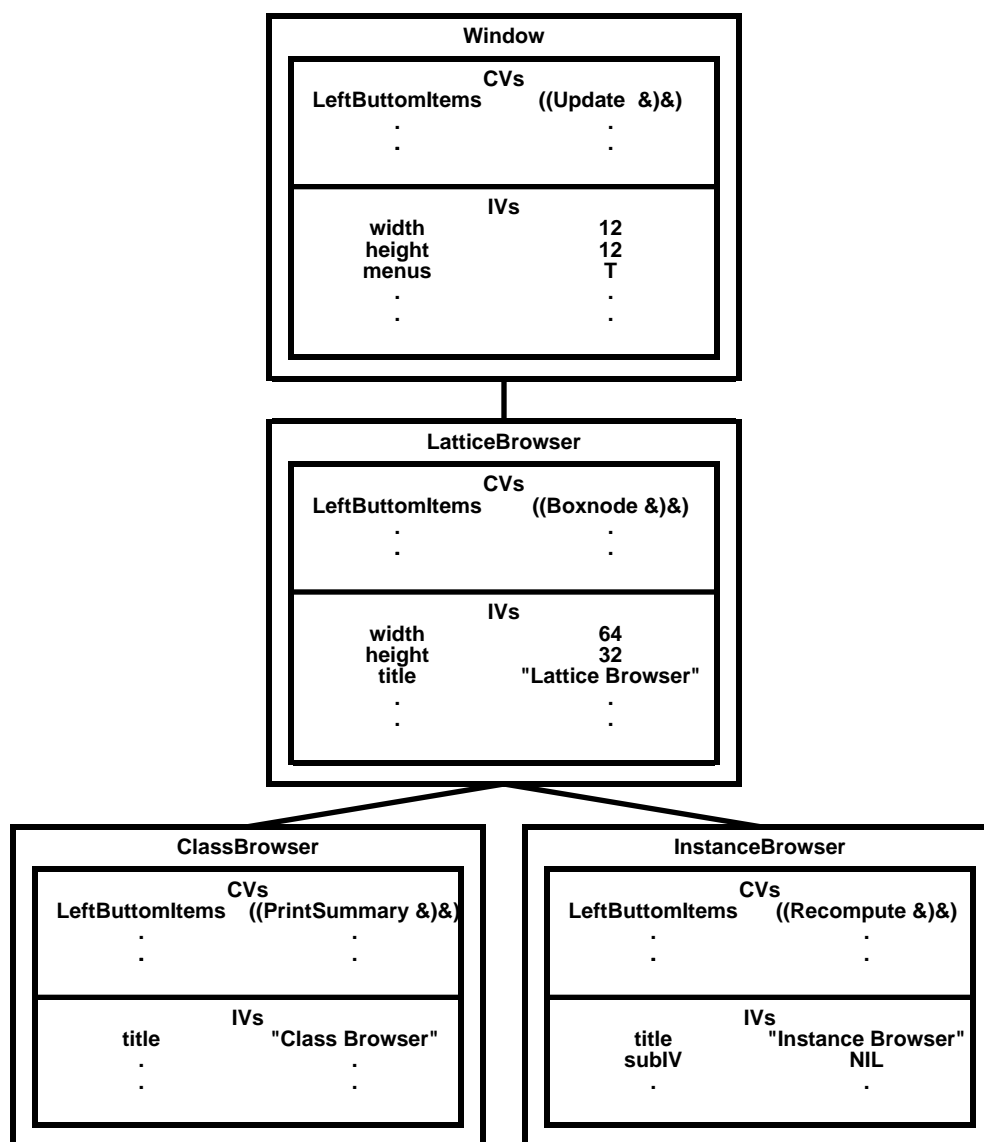 Window
CVs
LeftButtomItems ((Update &)&)
. .
. .
IVs
width 12
height 12
menus T
. .
. .
LatticeBrowser
CVs
LeftButtomItems ((Boxnode &)&)
. .
. .
IVs
width 64
height 32
title "Lattice Browser"
. .
. .
ClassBrowser
CVs
LeftButtomItems ((PrintSummary &)&)
. .
. .
IVs
title "Class Browser"
. .
. .
InstanceBrowser
CVs
LeftButtomItems ((Recompute &)&)
. .
. .
IVs
title "Instance Browser"
subIV NIL
. .